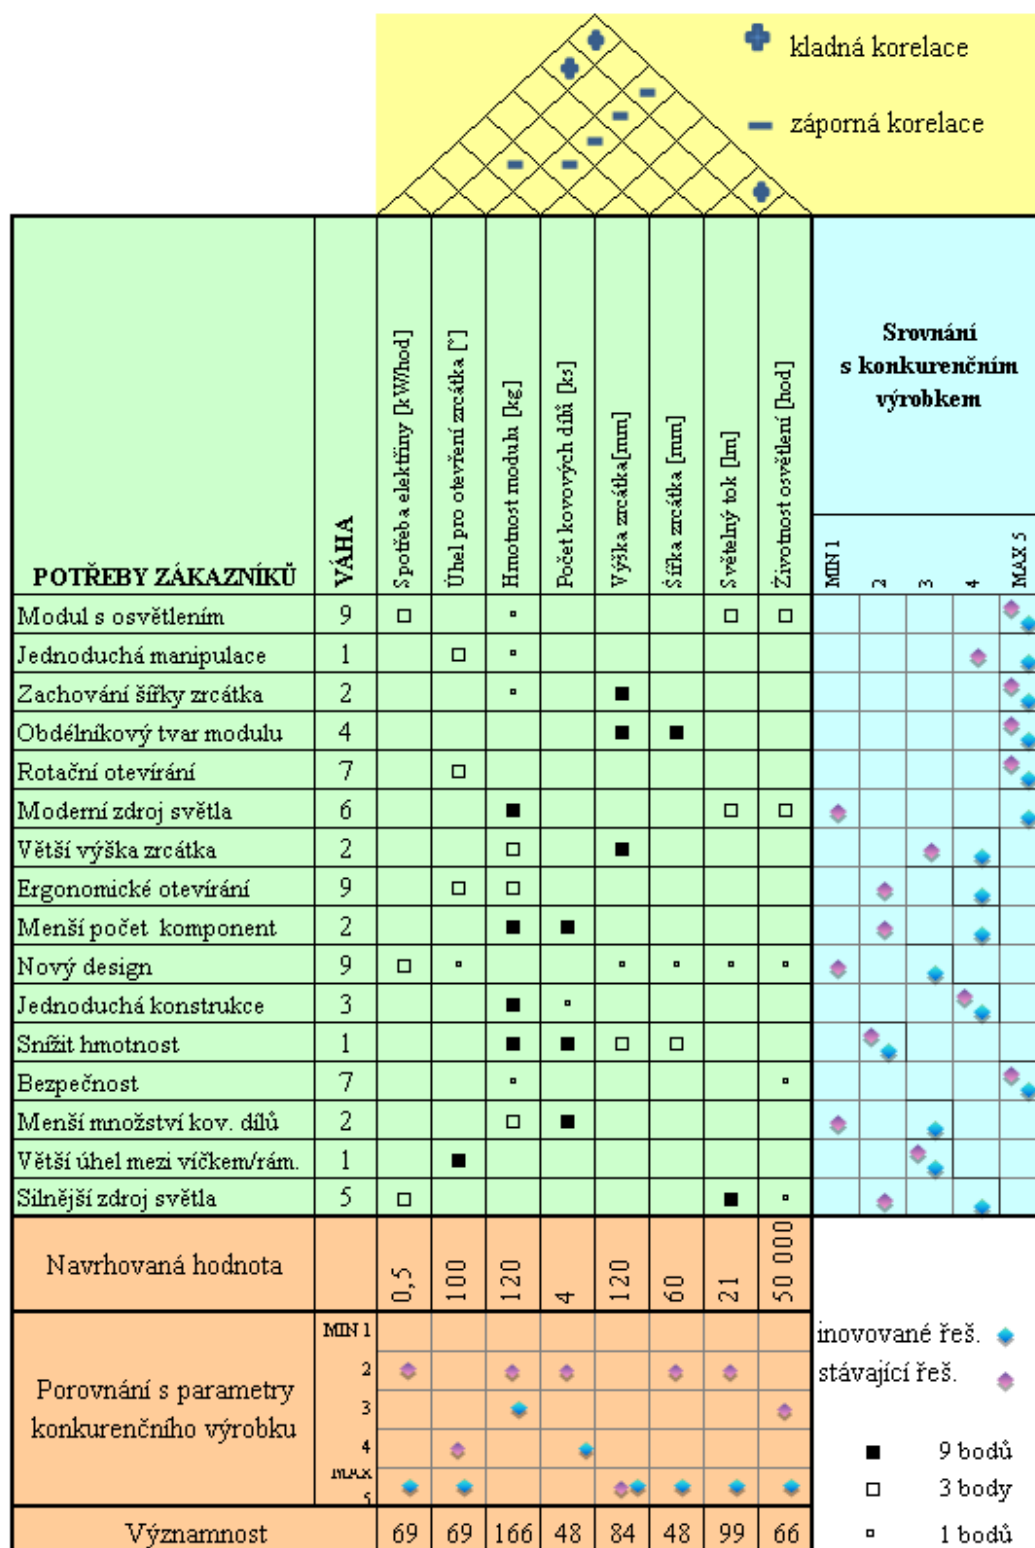 kladná korelace
záporná korelace
POTŘEBY ZÁKAZNÍKŮ
VÁHA
Spotřeba elektřiny [kW/hod]
Úhel pro otevření zrcátka [°]
Hmotnost modulu [kg]
Počet kovových dílů [ks]
Výška zrcátka[mm]
Šířka zrcátka [mm]
Světelný tok [lm]
Životnost osvětlení [hod]
Srovnání
s konkurenčním
výrobkem
MIN 1
2
3
4
MAX 5
Modul s osvětlením 9
Jednoduchá manipulace 1
Zachování šířky zrcátka 2
Obdélníkový tvar modulu 4
Rotační otevírání 7
Moderní zdroj světla 6
Větší výška zrcátka 2
Ergonomické otevírání 9
Menší počet komponent 2
Nový design 9
Jednoduchá konstrukce 3
Snížit hmotnost 1
Bezpečnost 7
Menší množství kov. dílů 2
Větší úhel mezi víčkem/rám. 1
Silnější zdroj světla 5
Navrhovaná hodnota 0,5 100 120 4 120 60 21 50 000
Porovnání s parametry
konkurenčního výrobku
MIN 1
2
3
4
MAX
5
inovované řeš.
stávající řeš.
9 bodů
3 body
1 bodů
Významnost 69 69 166 48 84 48 99 66